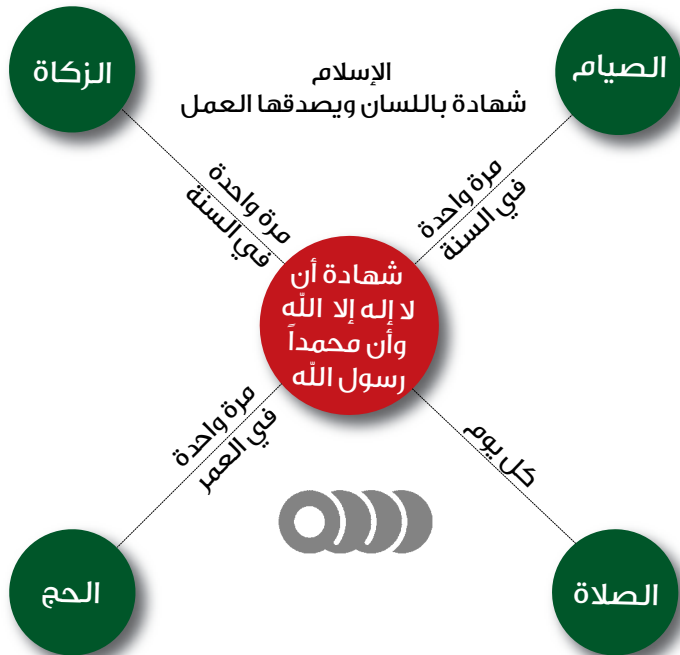 الإسلام
شهادة باللسان ويصدقها العمل
الصيام
الزكاة
مرة واحدة
في السنة
مرة واحدة
في السنة
شهادة أن
لا إله إلا الله
وأن محمداً
رسول الله
كل يوم
مرة واحدة
في العمر
الصلاة
الحج